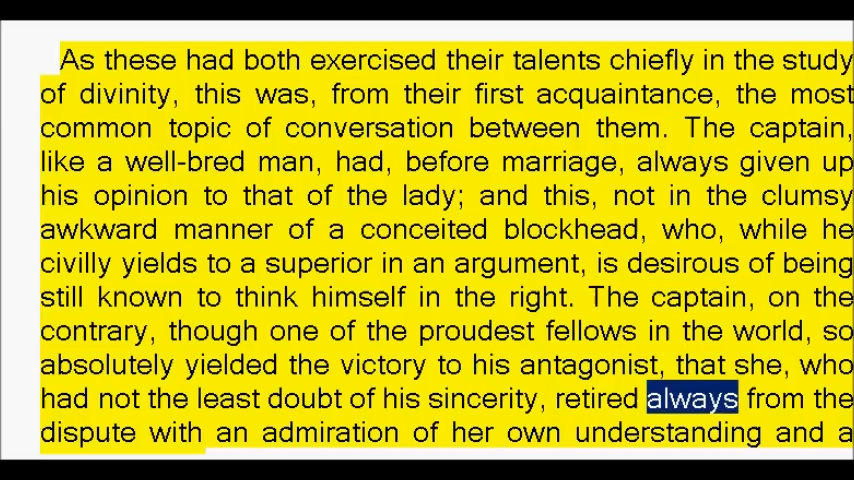 As these had both exercised their talents chiefly in the study
of divinity, this was, from their first acquaintance, the most
common topic of conversation between them. The captain,
like a well-bred man, had, before marriage, always given up
his opinion to that of the lady; and this, not in the clumsy
awkward manner of a conceited blockhead, who, while he
civilly yields to a superior in an argument, is desirous of being
still known to think himself in the right. The captain, on the
contrary, though one of the proudest fellows in the world, so
absolutely yielded the victory to his antagonist, that she, who
had not the least doubt of his sincerity, retired always from the
dispute with an admiration of her own understanding and a